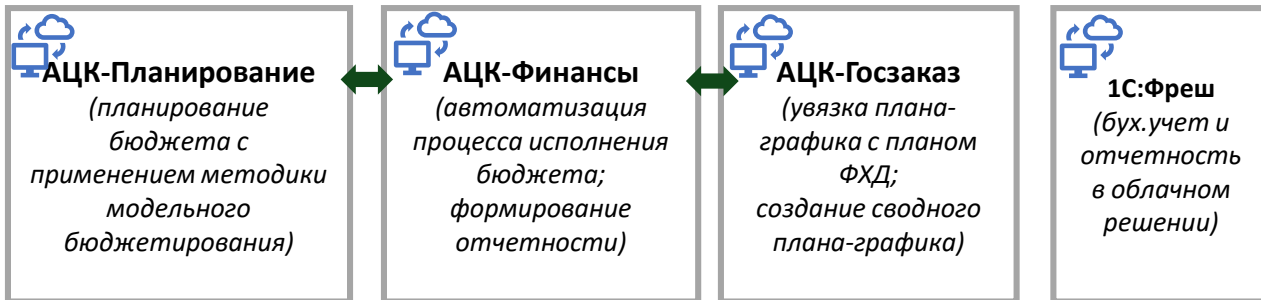 АЦК-Планирование
(планирование
бюджета с
применением методики
модельного
бюджетирования)
АЦК-Финансы
(автоматизация
процесса исполнения
бюджета;
формирование
отчетности)
АЦК-Госзаказ
(увязка плана-
графика с планом
ФХД;
создание сводного
плана-графика)
1С:Фреш
(бух.учет и
отчетность
в облачном
решении)